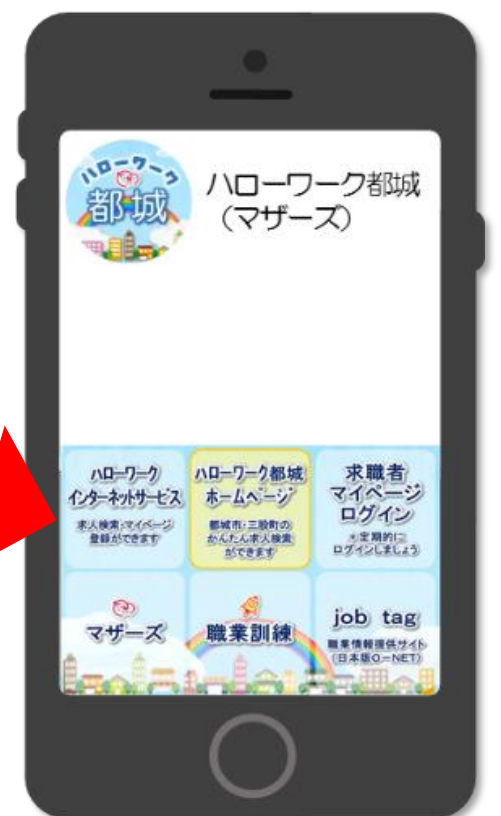 ハローワーク
都城
ハローワーク都城
（マザーズ）
ハローワーク
インターネットサービス
求人検索・マイページ
登録ができます
ハローワーク都城
ホームページ
都城市・三股町の
かんたん求人検索
ができます
求職者
マイページ
ログイン
＊定期的に
ログインしましょう
マザーズ
職業訓練
job tag
職業情報提供サイト
（日本版O-NET）